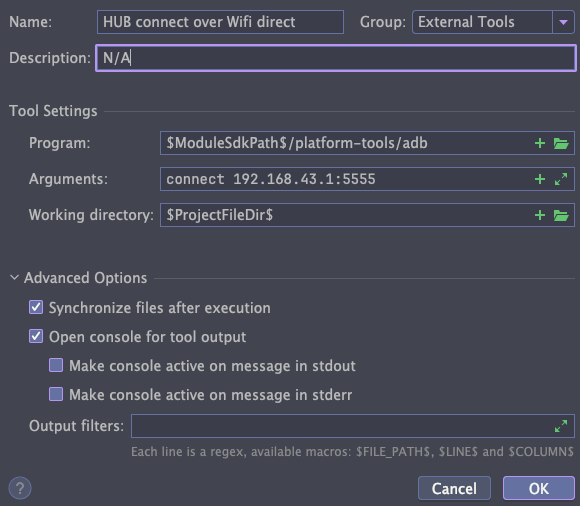 Name: HUB connect over Wifi direct Group: External Tools
Description: N/A
Tool Settings
Program: $ModuleSdkPath$/platform-tools/adb
Arguments: connect 192.168.43.1:5555
Working directory: $ProjectFileDir$
Advanced Options
Synchronize files after execution
Open console for tool output
Make console active on message in stdout
Make console active on message in stderr
Output filters:
Each line is a regex, available macros: $FILE_PATH$, $LINE$ and $COLUMN$
? Cancel OK